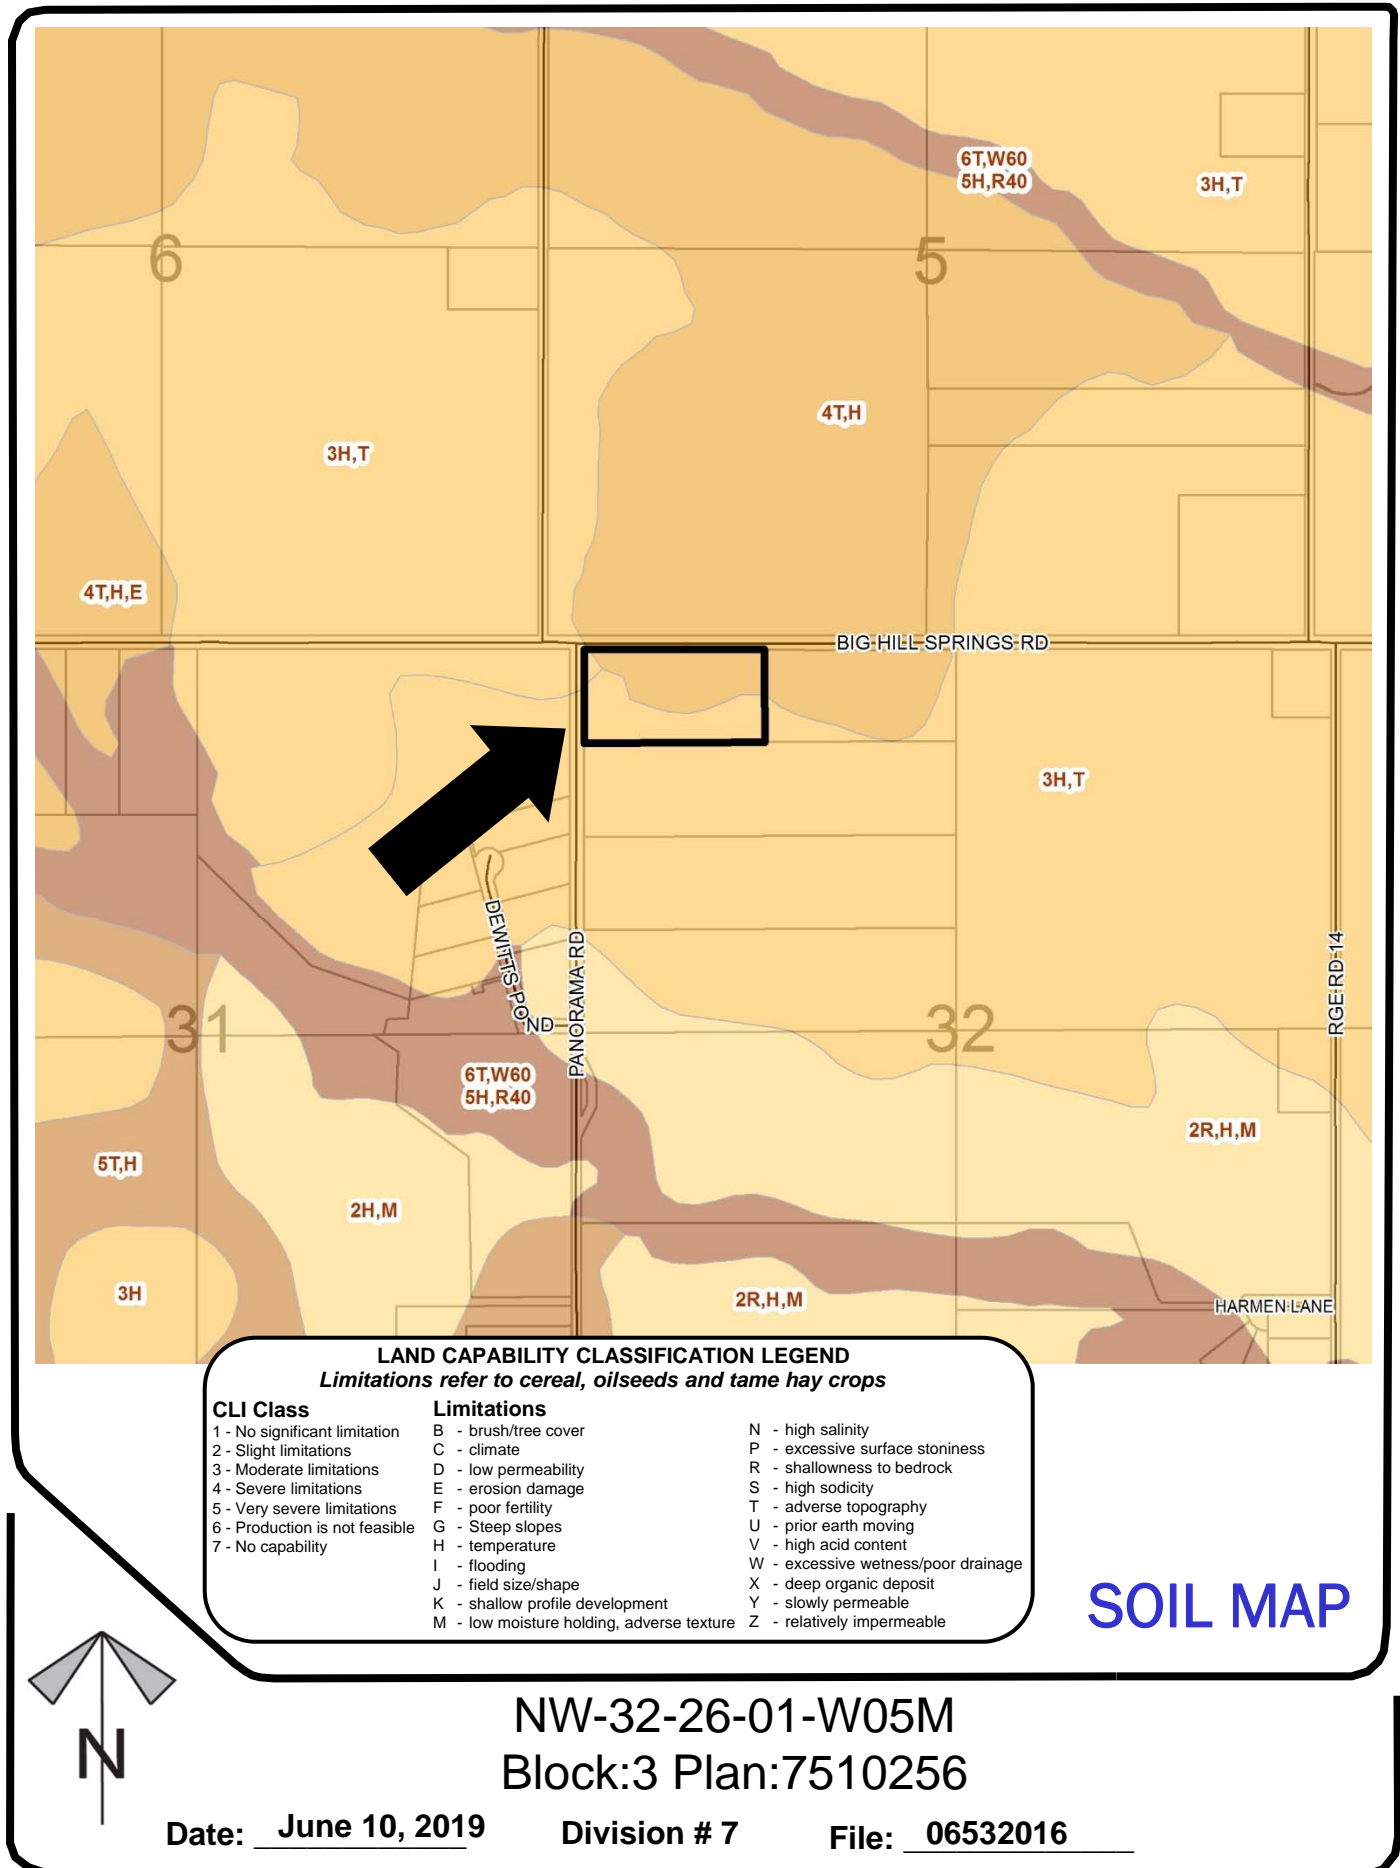 6T,W60
5H,R40
3H,T
6
5
4T,H
3H,T
4T,H,E
BIG HILL SPRINGS RD
3H,T
DEWITTS POND
PANORAMA RD
RGE RD 14
31
32
6T,W60
5H,R40
2R,H,M
5T,H
2H,M
3H
2R,H,M
HARMEN LANE
LAND CAPABILITY CLASSIFICATION LEGEND
Limitations refer to cereal, oilseeds and tame hay crops
CLI Class
1 - No significant limitation
2 - Slight limitations
3 - Moderate limitations
4 - Severe limitations
5 - Very severe limitations
6 - Production is not feasible
7 - No capability
Limitations
B - brush/tree cover
C - climate
D - low permeability
E - erosion damage
F - poor fertility
G - Steep slopes
H - temperature
I - flooding
J - field size/shape
K - shallow profile development
M - low moisture holding, adverse texture
N - high salinity
P - excessive surface stoniness
R - shallowness to bedrock
S - high sodicity
T - adverse topography
U - prior earth moving
V - high acid content
W - excessive wetness/poor drainage
X - deep organic deposit
Y - slowly permeable
Z - relatively impermeable
SOIL MAP
N
NW-32-26-01-W05M
Block:3 Plan:7510256
Date: June 10, 2019 Division # 7 File: 06532016